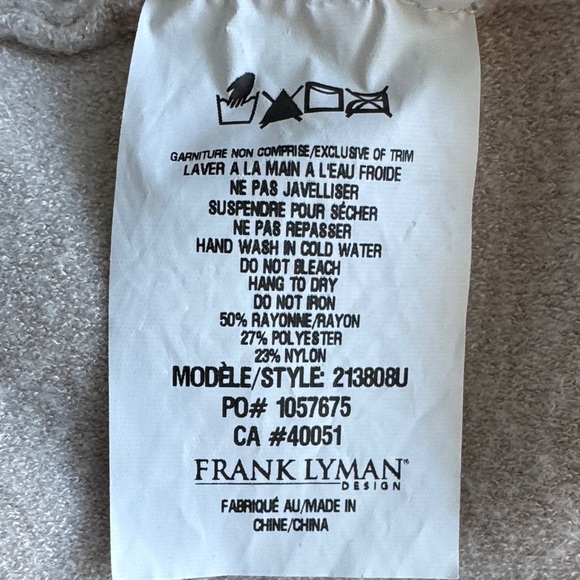 GARNITURE NON COMPRISE/EXCLUSIVE OF TRIM
LAVER A LA MAIN A L'EAU FROIDE
NE PAS JAVELLISER
SUSPENDRE POUR SÉCHER
NE PAS REPASSER
HAND WASH IN COLD WATER
DO NOT BLEACH
HANG TO DRY
DO NOT IRON
50% RAYONNE/RAYON
27% POLYESTER
23% NYLON
MODÈLE/STYLE: 213808U
PO# 1057675
CA #40051
FRANK LYMAN
DESIGN
FABRIQUÉ AU/MADE IN
CHINE/CHINA